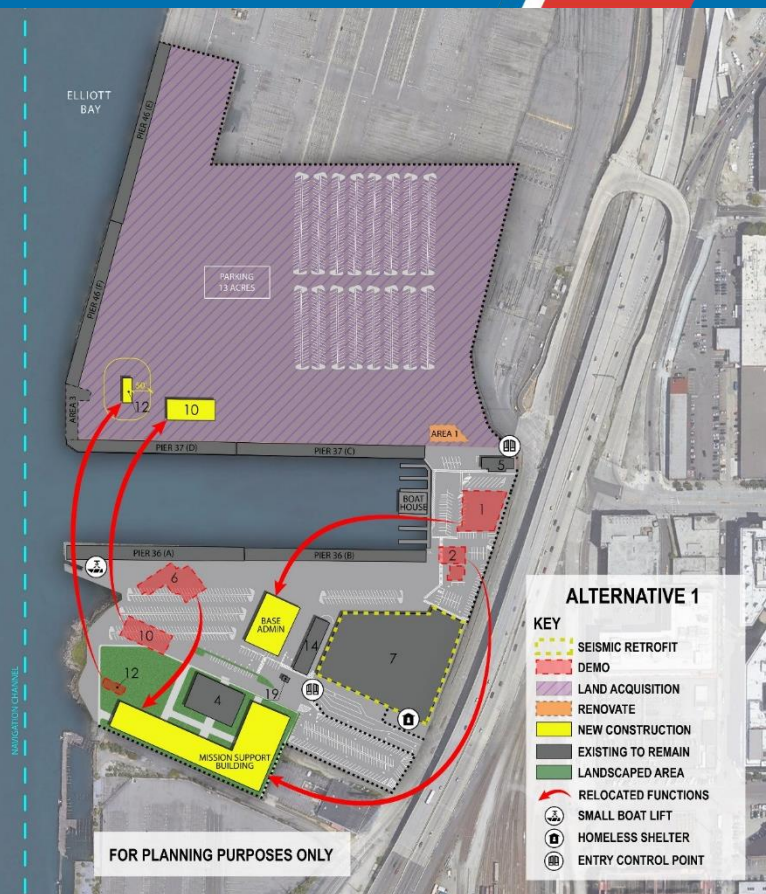 ELLIOTT
BAY
PIER 46 (E)
PARKING
13 ACRES
PIER 46 (F)
50'
12
10
AREA 3
AREA 1
PIER 37 (D)
PIER 37 (C)
5
BOAT
HOUSE
1
2
PIER 36 (A)
PIER 36 (B)
6
10
BASE
ADMIN
14
7
12
4
19
MISSION SUPPORT
BUILDING
NAVIGATION CHANNEL
ALTERNATIVE 1
KEY
SEISMIC RETROFIT
DEMO
LAND ACQUISITION
RENOVATE
NEW CONSTRUCTION
EXISTING TO REMAIN
LANDSCAPED AREA
RELOCATED FUNCTIONS
SMALL BOAT LIFT
HOMELESS SHELTER
ENTRY CONTROL POINT
FOR PLANNING PURPOSES ONLY